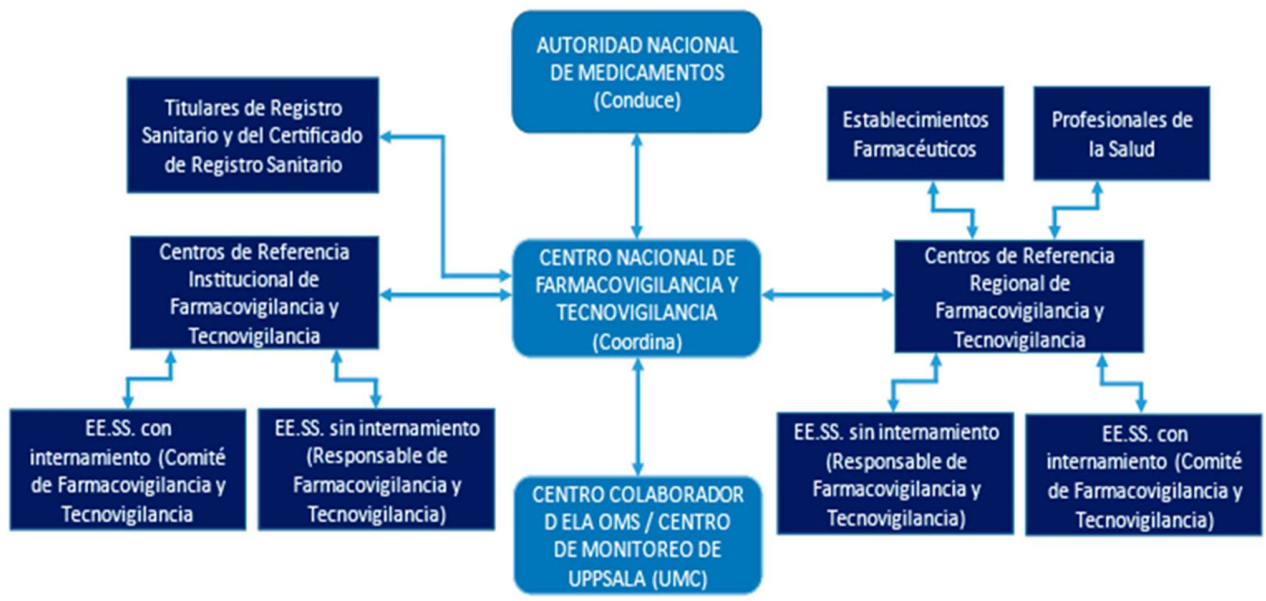 AUTORIDAD NACIONAL
DE MEDICAMENTOS
(Conduce)
Titulares de Registro
Sanitario y del Certificado
de Registro Sanitario
Establecimientos
Farmacéuticos
Profesionales de
la Salud
Centros de Referencia
Institucional de
Farmacovigilancia y
Tecnovigilancia
CENTRO NACIONAL DE
FARMACOVIGILANCIA Y
TECNOVIGILANCIA
(Coordina)
Centros de Referencia
Regional de
Farmacovigilancia y
Tecnovigilancia
EE.SS. con
internamiento (Comité
de Farmacovigilancia y
Tecnovigilancia
EE.SS. sin internamiento
(Responsable de
Farmacovigilancia y
Tecnovigilancia)
CENTRO COLABORADOR
D ELA OMS / CENTRO
DE MONITOREO DE
UPPSALA (UMC)
EE.SS. sin internamiento
(Responsable de
Farmacovigilancia y
Tecnovigilancia)
EE.SS. con
internamiento (Comité
de Farmacovigilancia y
Tecnovigilancia)